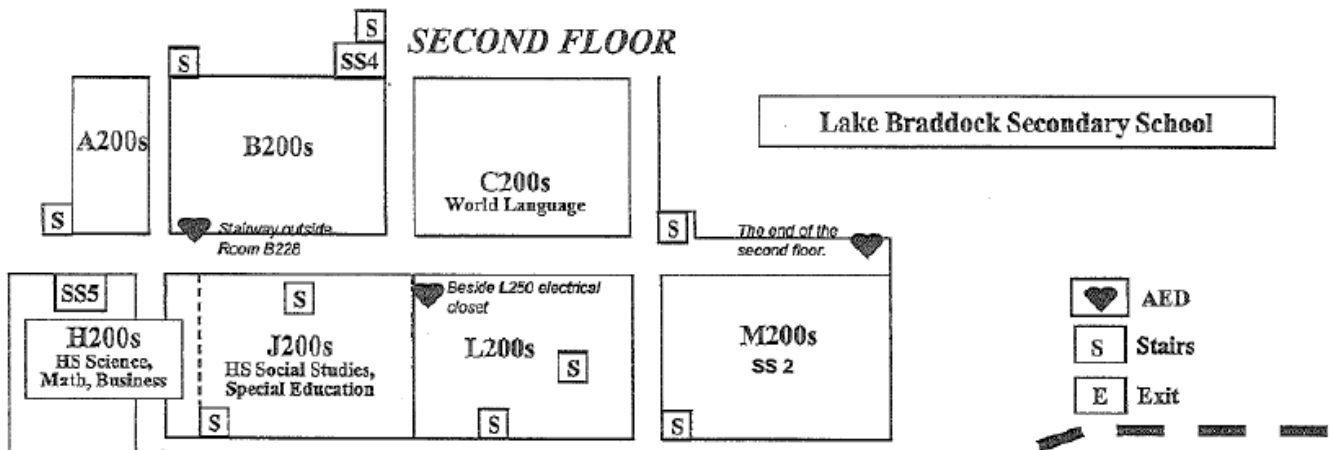 S
SECOND FLOOR
S
SS4
Lake Braddock Secondary School
A200s
B200s
C200s
World Language
S
Stairway outside
Room B228
S
The end of the
second floor.
SS5
S
Beside L250 electrical
closet
AED
H200s
HS Science,
Math, Business
J200s
HS Social Studies,
Special Education
L200s
S
M200s
SS 2
S Stairs
E Exit
S
S
S